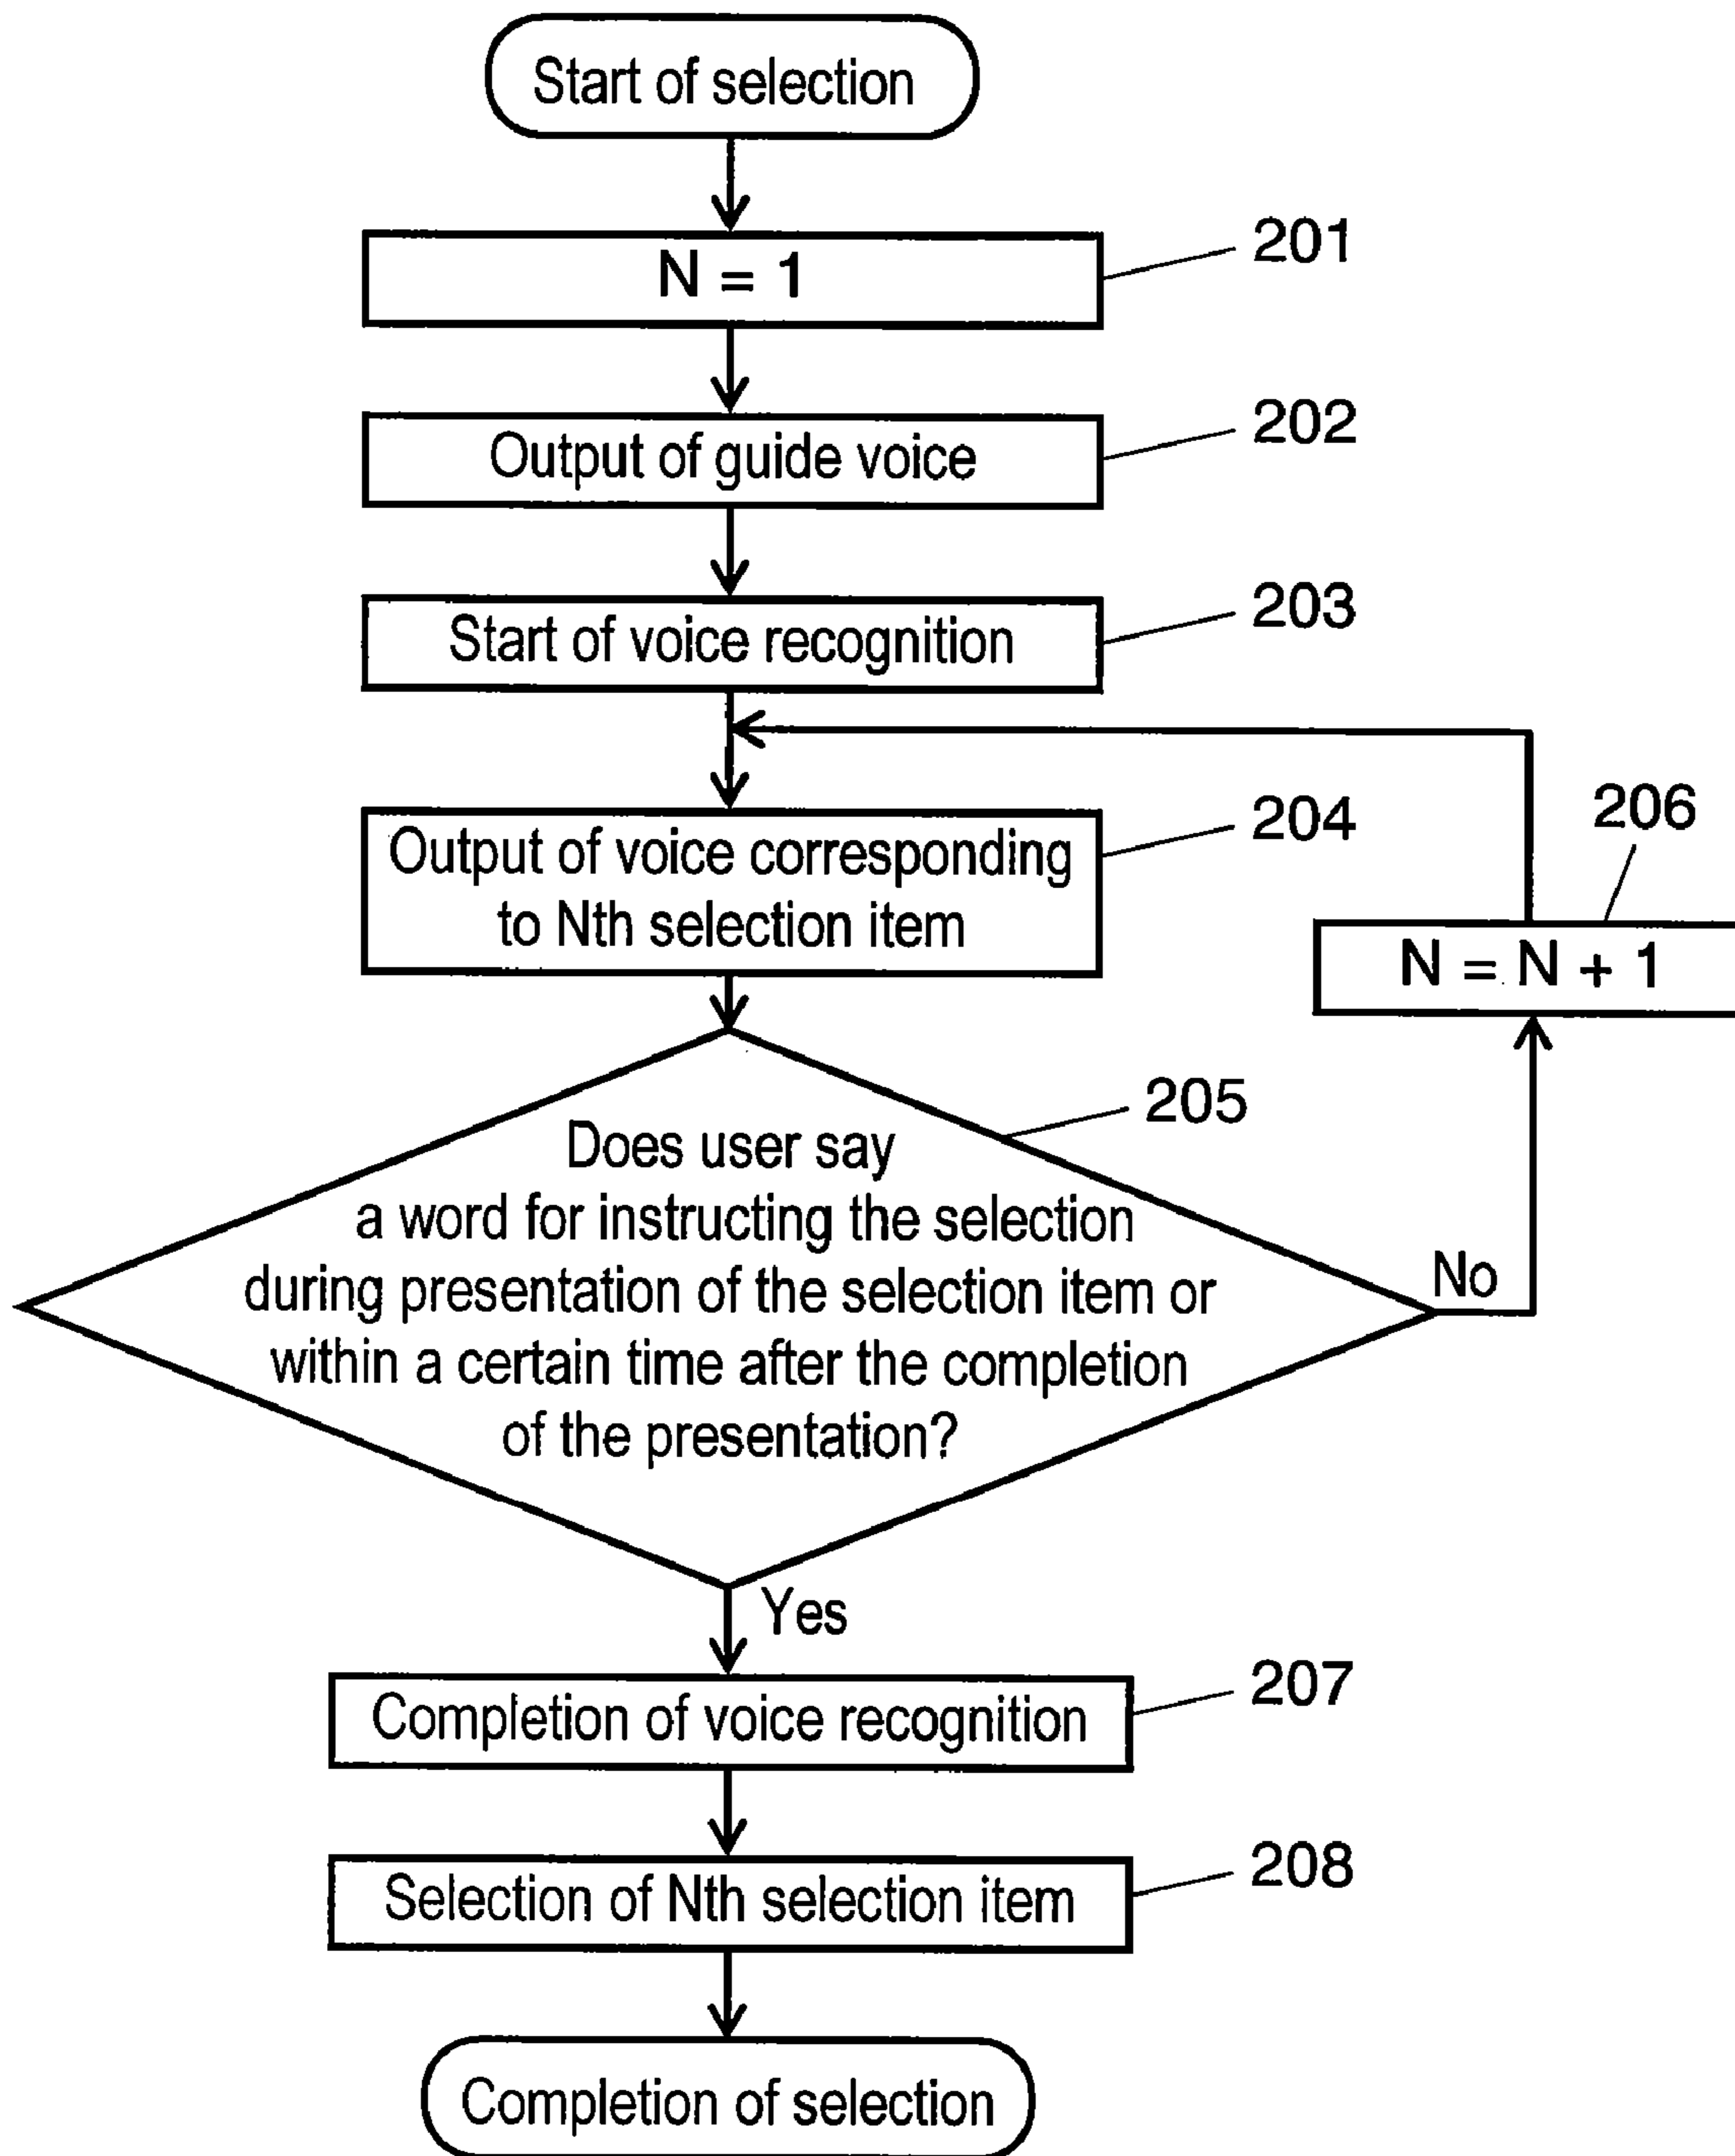 Start of selection
N = 1
201
Output of guide voice
202
Start of voice recognition
203
Output of voice corresponding
to Nth selection item
204
206
N = N + 1
205
Does user say
a word for instructing the selection
during presentation of the selection item or
within a certain time after the completion
of the presentation?
No
Yes
Completion of voice recognition
207
Selection of Nth selection item
208
Completion of selection